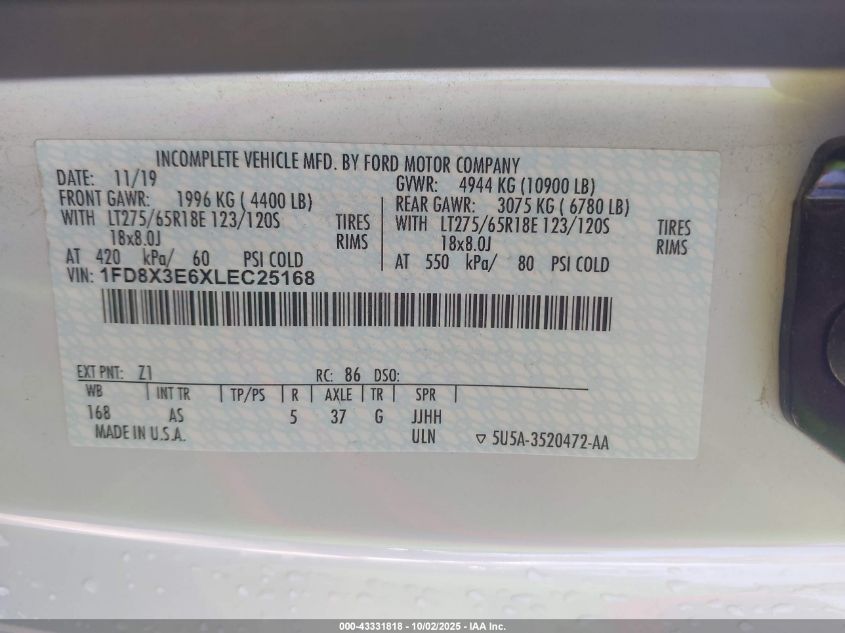 INCOMPLETE VEHICLE MFD. BY FORD MOTOR COMPANY
DATE: 11/19 GVWR: 4944 KG (10900 LB)
FRONT GAWR: 1996 KG ( 4400 LB) REAR GAWR: 3075 KG ( 6780 LB)
WITH LT275/65R18E 123/120S TIRES WITH LT275/65R18E 123/120S TIRES
18x8.0J RIMS 18x8.0J RIMS
AT 420 kPa/ 60 PSI COLD AT 550 kPa/ 80 PSI COLD
VIN: 1FD8X3E6XLEC25168
EXT PNT: Z1 RC: 86 DSO:
WB INT TR TP/PS R AXLE TR SPR
168 AS 5 37 G JJHH
MADE IN U.S.A. ULN ▽ 5U5A-3520472-AA
000-43331818 - 10/02/2025 - IAA Inc.